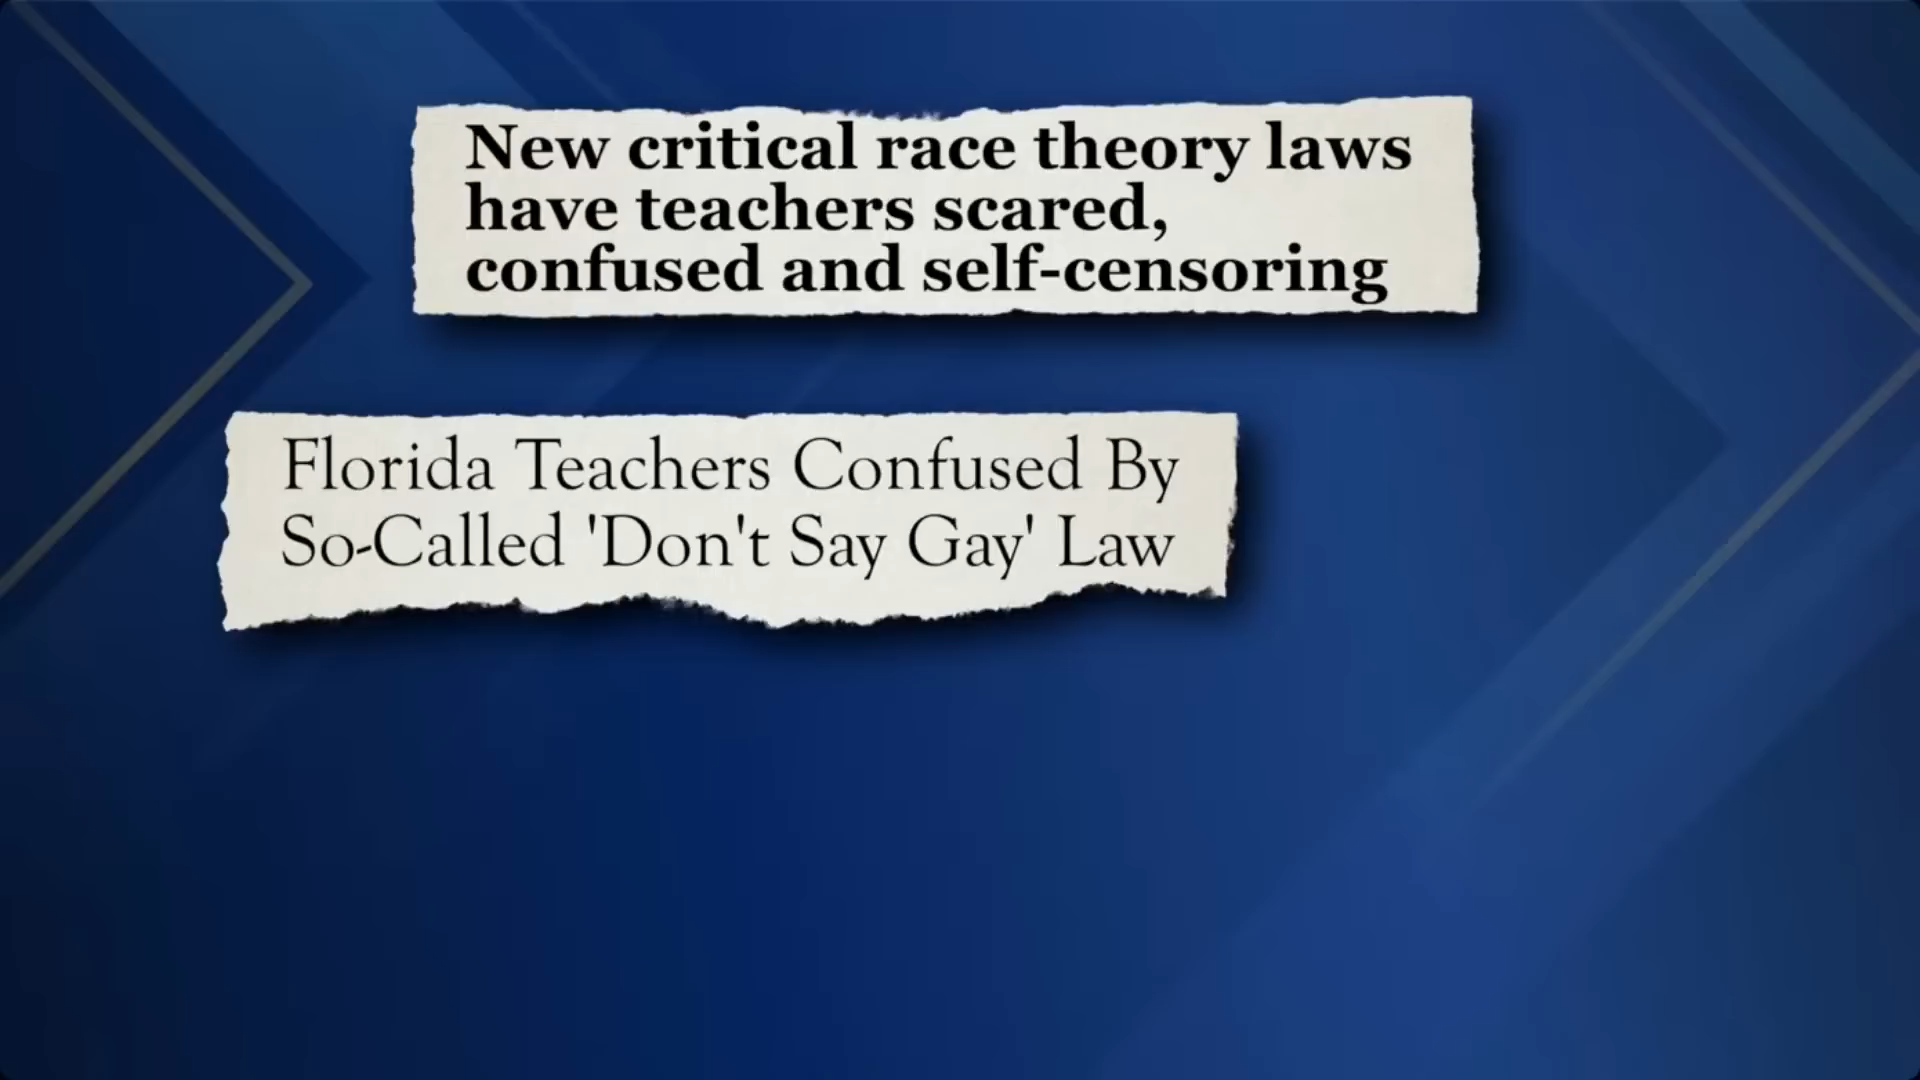 New critical race theory laws
have teachers scared,
confused and self-censoring
Florida Teachers Confused By
So-Called 'Don't Say Gay' Law